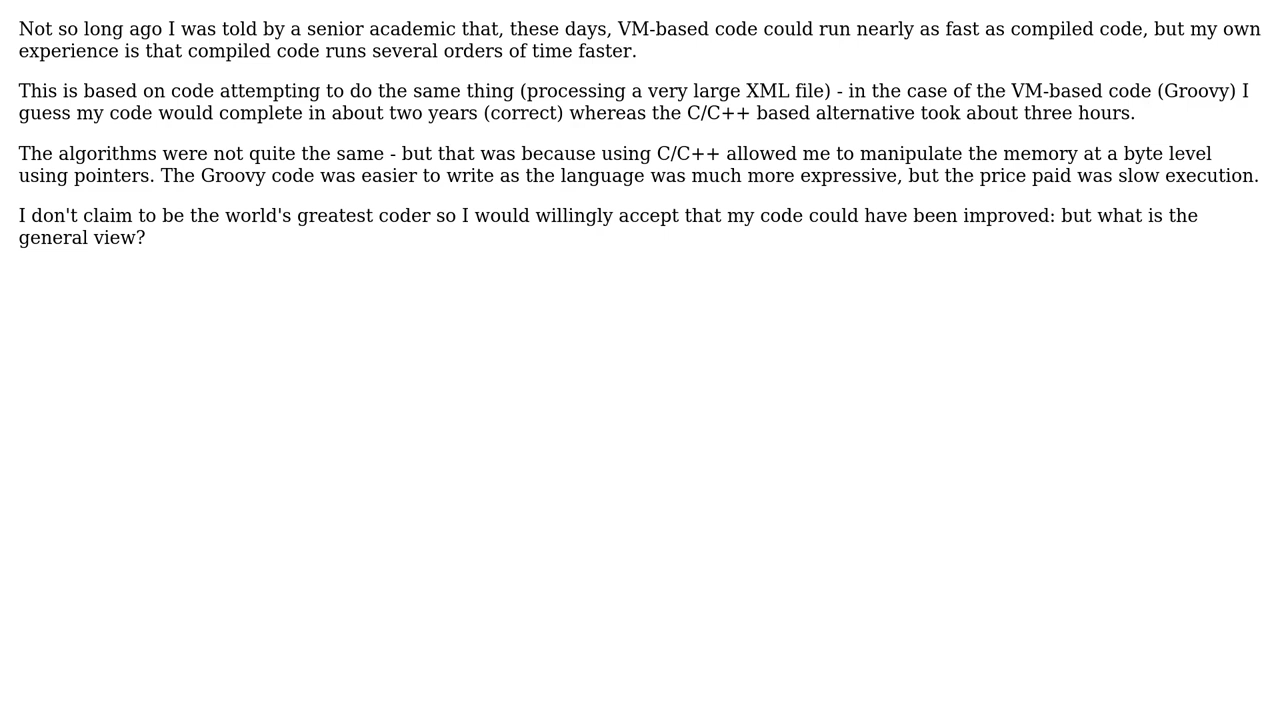 Not so long ago I was told by a senior academic that, these days, VM-based code could run nearly as fast as compiled code, but my own
experience is that compiled code runs several orders of time faster.
This is based on code attempting to do the same thing (processing a very large XML file) - in the case of the VM-based code (Groovy) I
guess my code would complete in about two years (correct) whereas the C/C++ based alternative took about three hours.
The algorithms were not quite the same - but that was because using C/C++ allowed me to manipulate the memory at a byte level
using pointers. The Groovy code was easier to write as the language was much more expressive, but the price paid was slow execution.
I don't claim to be the world's greatest coder so I would willingly accept that my code could have been improved: but what is the
general view?